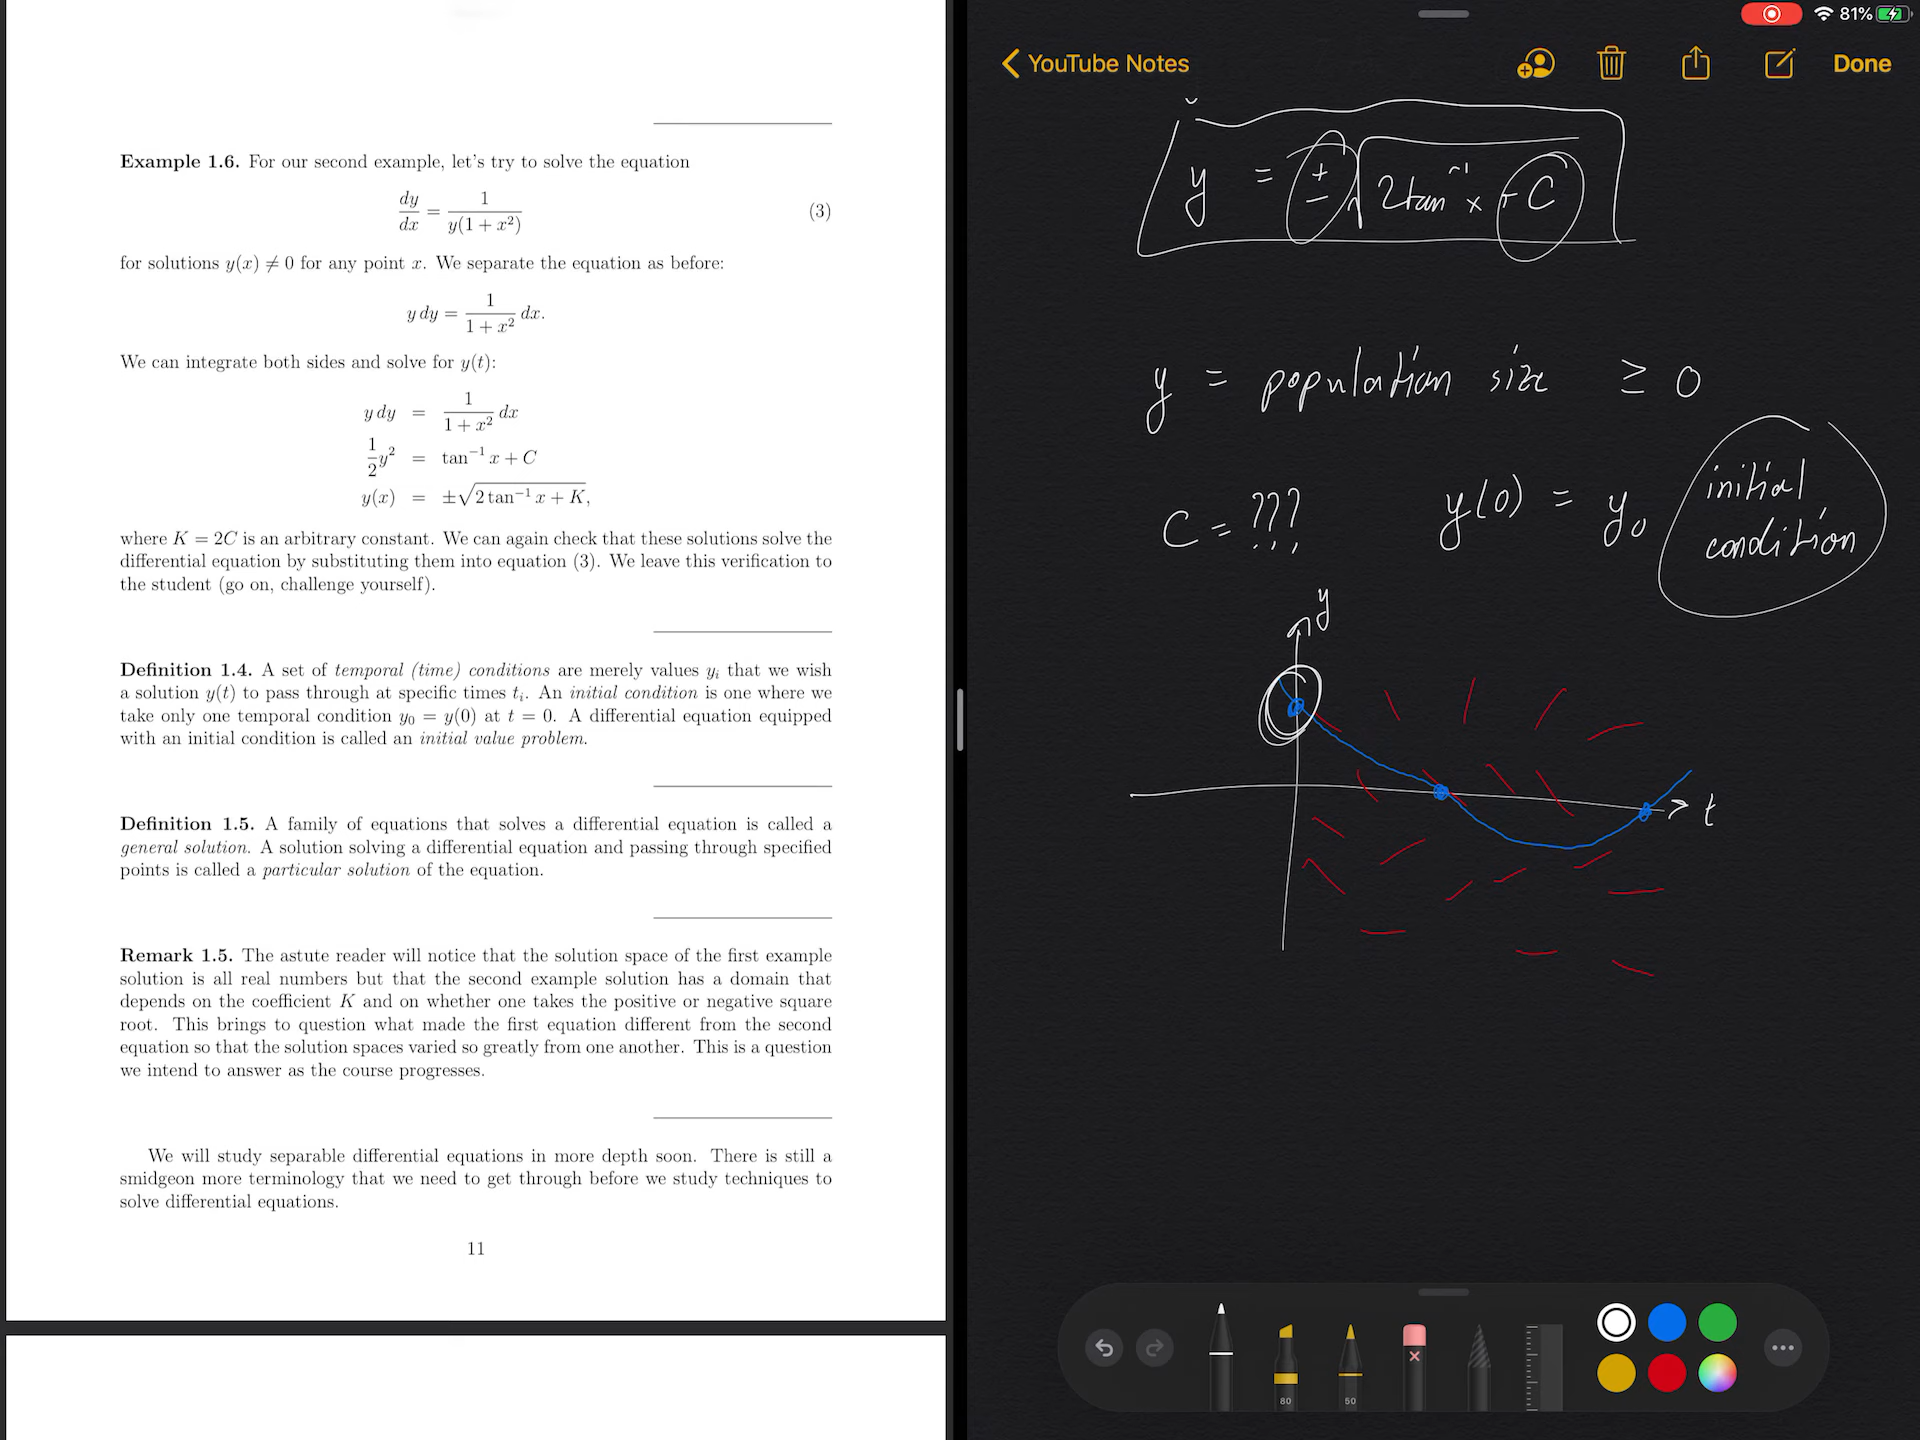 Example 1.6. For our second example, let's try to solve the equation
dy/dx = 1/(y(1 + x²)) (3)
for solutions y(x) ≠ 0 for any point x. We separate the equation as before:
y dy = 1/(1 + x²) dx.
We can integrate both sides and solve for y(t):
y dy = 1/(1 + x²) dx
1/2 y² = tan⁻¹ x + C
y(x) = ±√(2 tan⁻¹ x + K),
where K = 2C is an arbitrary constant. We can again check that these solutions solve the
differential equation by substituting them into equation (3). We leave this verification to
the student (go on, challenge yourself).
Definition 1.4. A set of temporal (time) conditions are merely values yᵢ that we wish
a solution y(t) to pass through at specific times tᵢ. An initial condition is one where we
take only one temporal condition y₀ = y(0) at t = 0. A differential equation equipped
with an initial condition is called an initial value problem.
Definition 1.5. A family of equations that solves a differential equation is called a
general solution. A solution solving a differential equation and passing through specified
points is called a particular solution of the equation.
Remark 1.5. The astute reader will notice that the solution space of the first example
solution is all real numbers but that the second example solution has a domain that
depends on the coefficient K and on whether one takes the positive or negative square
root. This brings to question what made the first equation different from the second
equation so that the solution spaces varied so greatly from one another. This is a question
we intend to answer as the course progresses.
We will study separable differential equations in more depth soon. There is still a
smidgeon more terminology that we need to get through before we study techniques to
solve differential equations.
11
81%
YouTube Notes
Done
y = ±√(2tan⁻¹ x + C)
y = population size ≥ 0
C = ??? y(0) = y₀ initial
condition
y
t
80 50